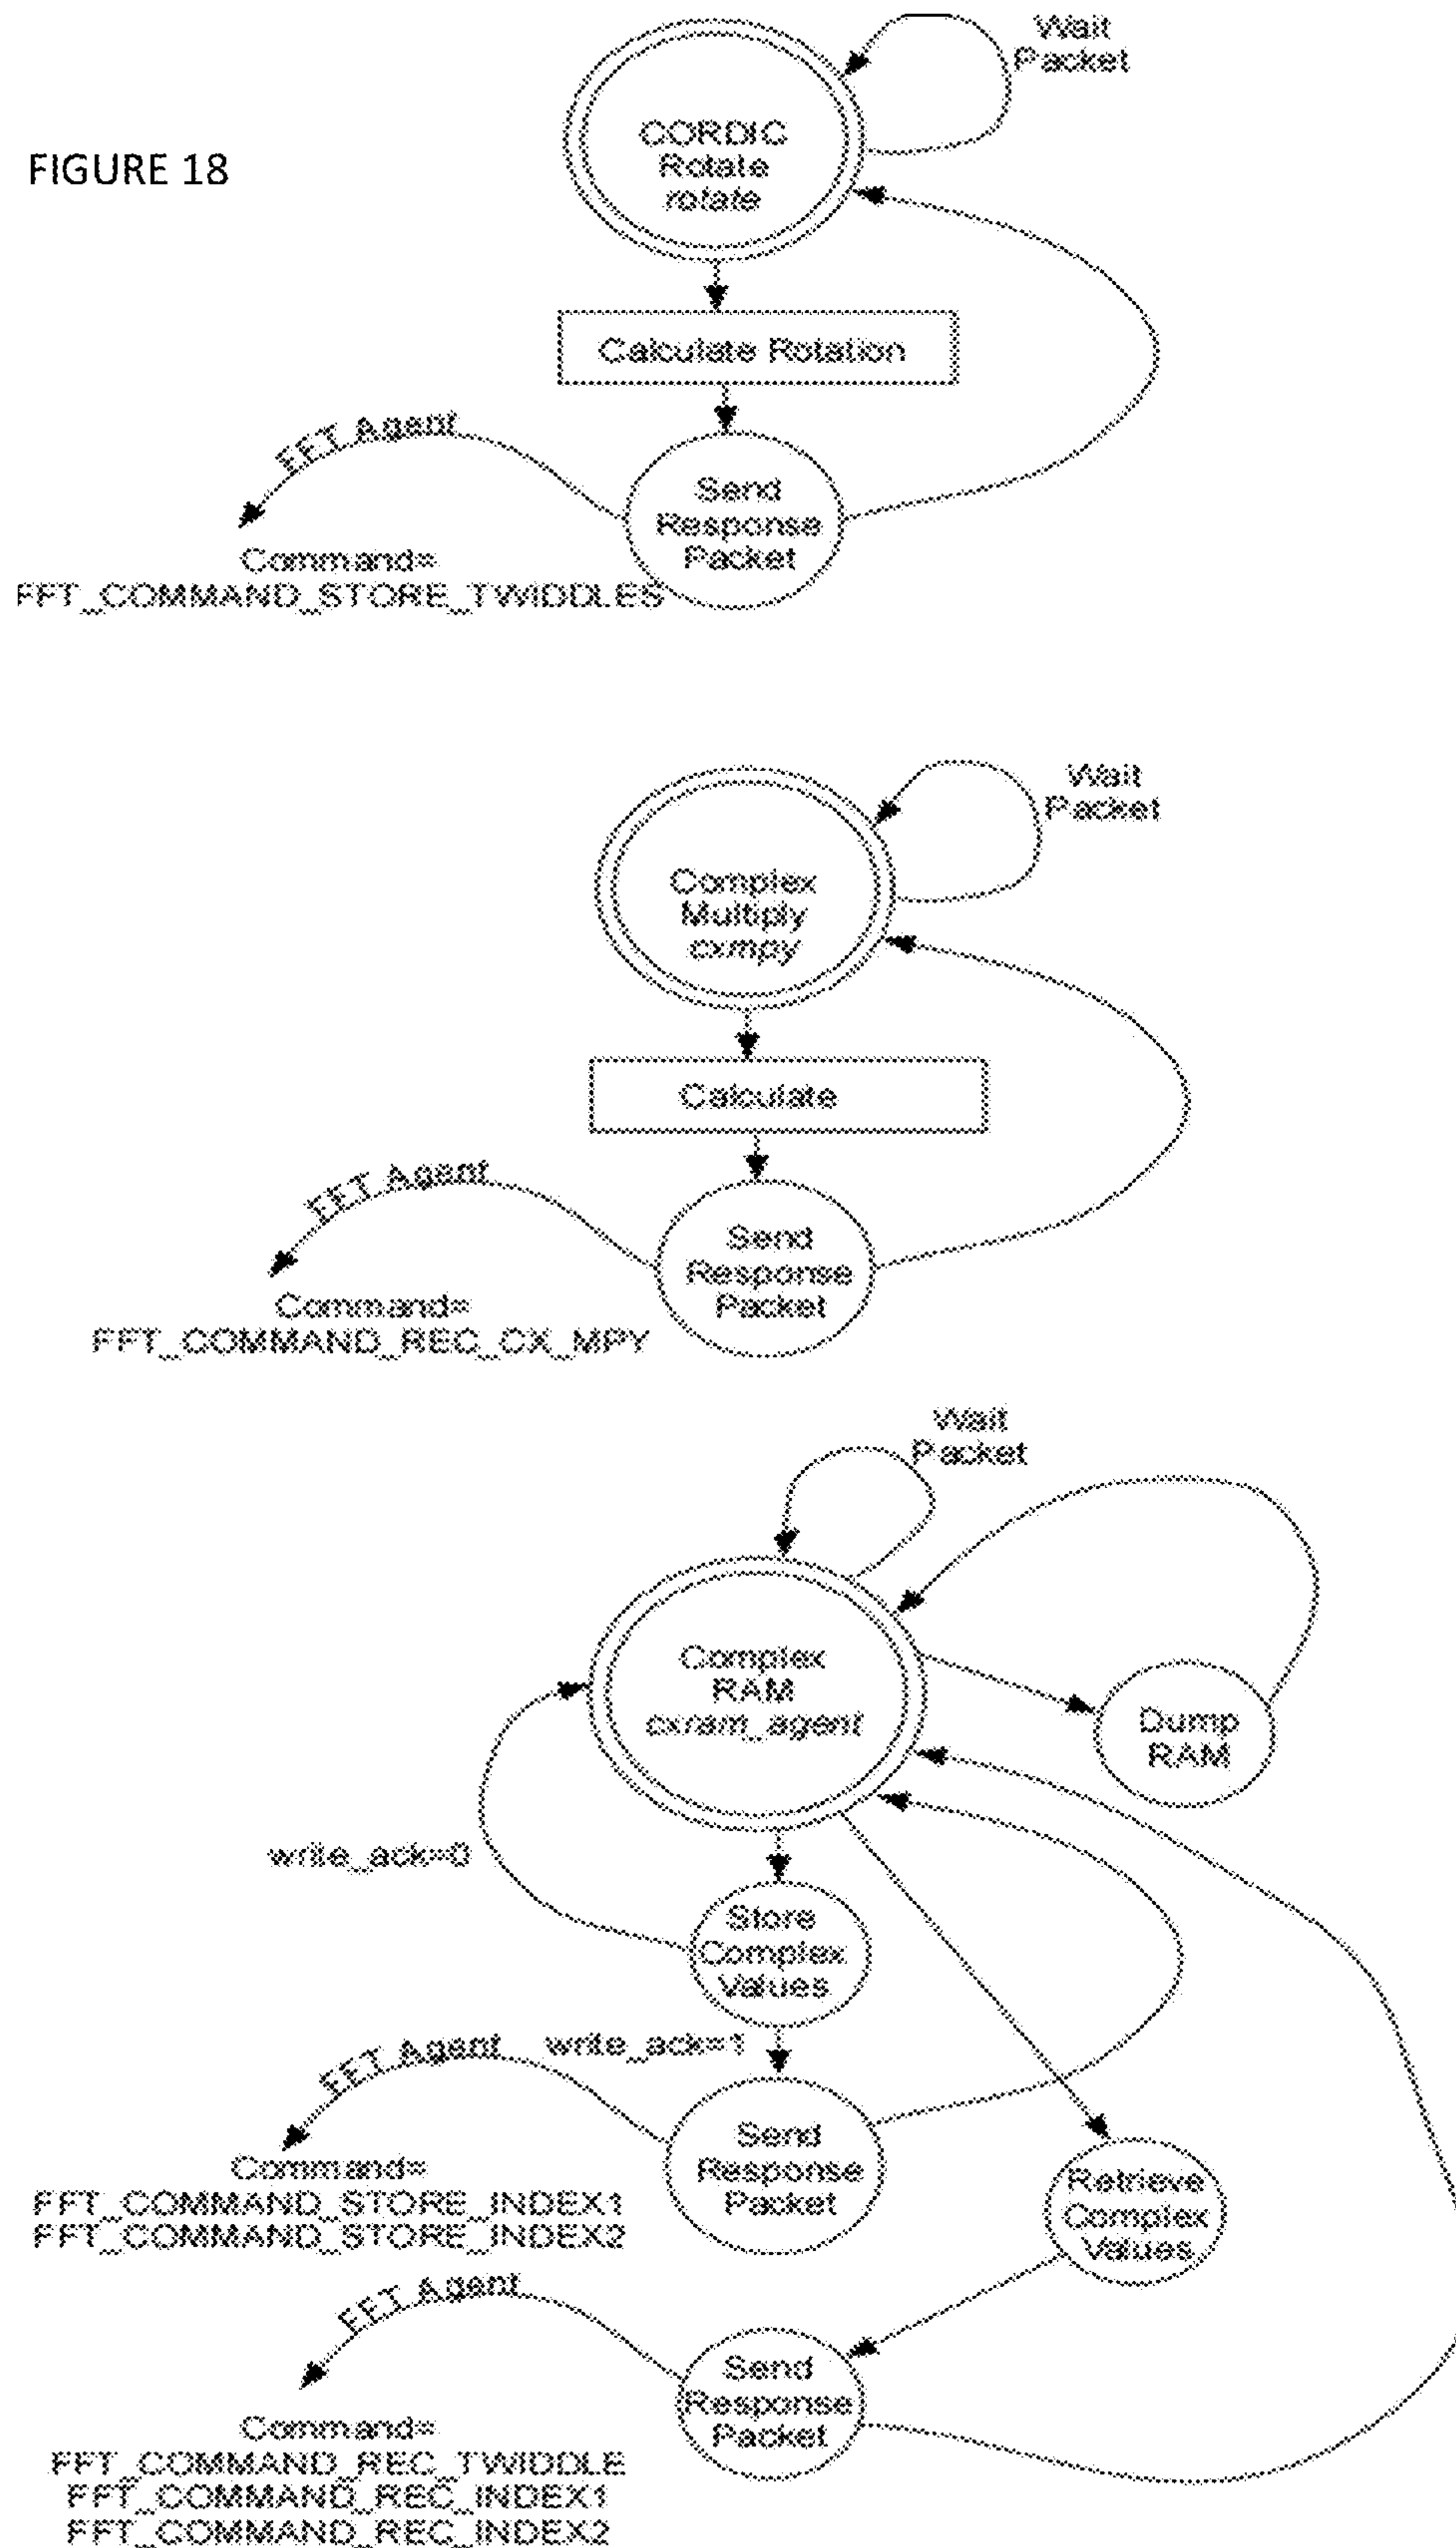 FIGURE 18
Wait
Packet
CORDIC
Rotate
rotate
Calculate Rotation
FFT Agent
Send
Response
Packet
Command=
FFT_COMMAND_STORE_TWIDDLES
Wait
Packet
Complex
Multiply
cxmpy
Calculate
FFT Agent
Send
Response
Packet
Command=
FFT_COMMAND_REC_CX_MPY
Wait
Packet
Complex
RAM
cxram_agent
Dump
RAM
write_ack=0
Store
Complex
Values
write_ack=1
FFT Agent
Send
Response
Packet
Command=
FFT_COMMAND_STORE_INDEX1
FFT_COMMAND_STORE_INDEX2
Retrieve
Complex
Values
FFT Agent
Send
Response
Packet
Command=
FFT_COMMAND_REC_TWIDDLE
FFT_COMMAND_REC_INDEX1
FFT_COMMAND_REC_INDEX2